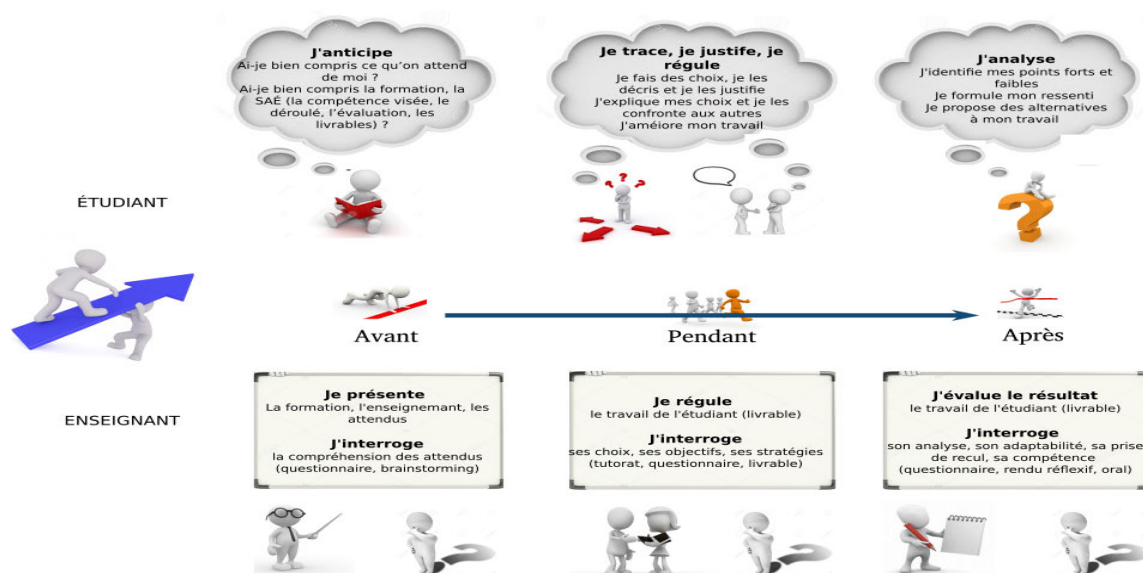 J'anticipe
Ai-je bien compris ce qu'on attend
de moi ?
Ai-je bien compris la formation, la
SAÉ (la compétence visée, le
déroulé, l'évaluation, les
livrables) ?
Je trace, je justife, je
régule
Je fais des choix, je les
décris et je les justifie
J'explique mes choix et je les
confronte aux autres
J'améiore mon travail
J'analyse
J'identifie mes points forts et
faibles
Je formule mon ressenti
Je propose des alternatives
à mon travail
ÉTUDIANT
Avant
Pendant
Après
ENSEIGNANT
Je présente
La formation, l'enseignemant, les
attendus
J'interroge
la compréhension des attendus
(questionnaire, brainstorming)
Je régule
le travail de l'étudiant (livrable)
J'interroge
ses choix, ses objectifs, ses stratégies
(tutorat, questionnaire, livrable)
J'évalue le résultat
le travail de l'étudiant (livrable)
J'interroge
son analyse, son adaptabilité, sa prise
de recul, sa compétence
(questionnaire, rendu réflexif, oral)